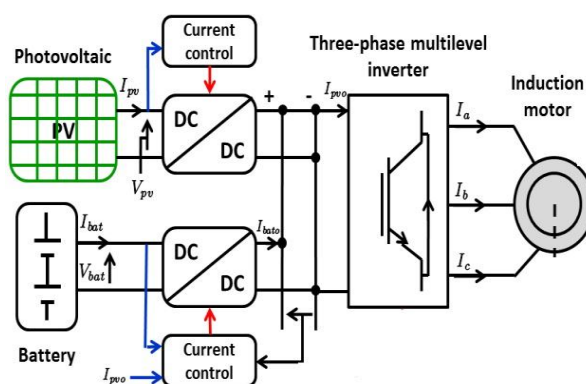 Photovoltaic
I_pv
PV
V_pv
Current
control
DC
DC
+
-
I_pvo
Three-phase multilevel
inverter
Induction
motor
I_a
I_b
I_c
I_bat
V_bat
Battery
DC
DC
I_bato
Current
control
I_pvo